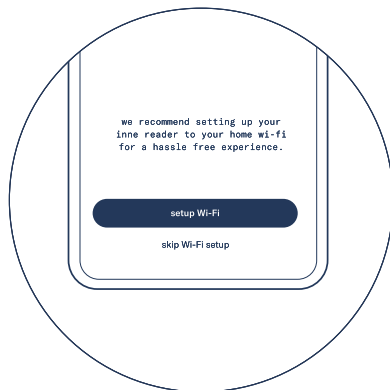 we recommend setting up your
inne reader to your home wi-fi
for a hassle free experience.
setup Wi-Fi
skip Wi-Fi setup